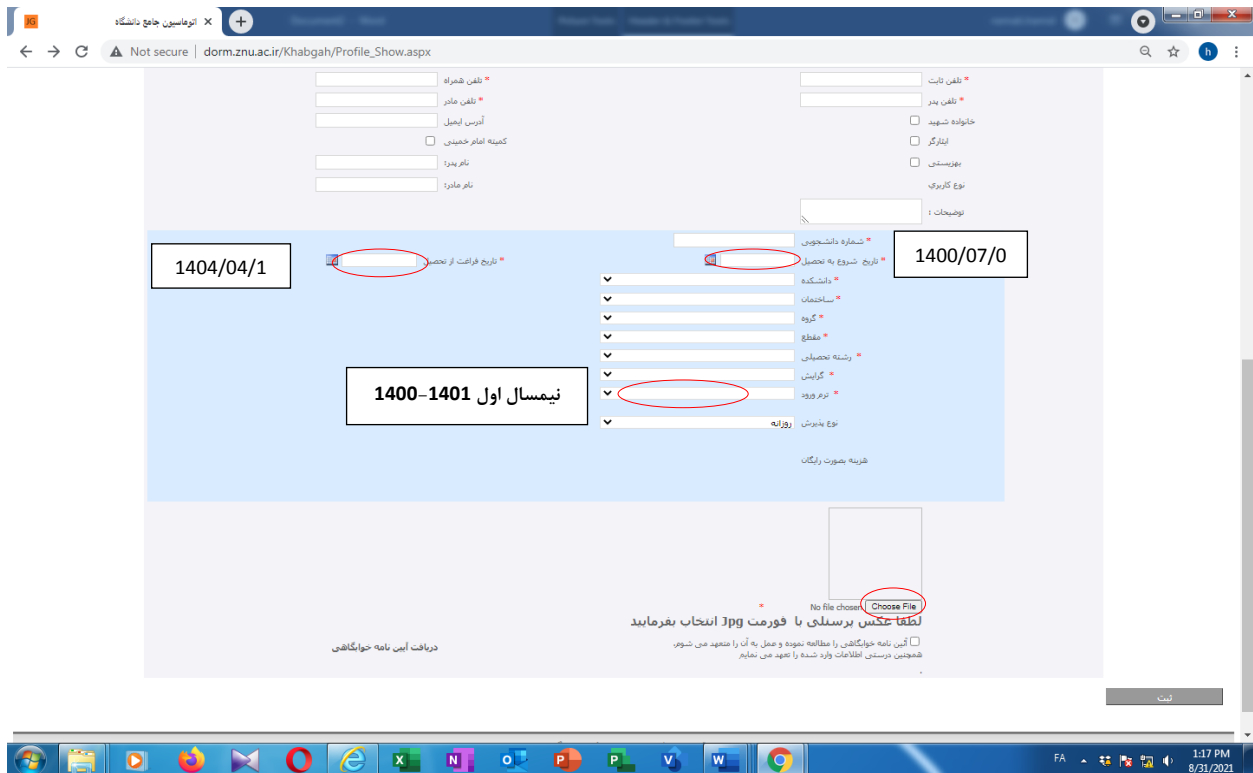 اتوماسیون جامع دانشگاه
Not secure | dorm.znu.ac.ir/Khabgah/Profile_Show.aspx
h
* تلفن ثابت
* تلفن همراه
* تلفن پدر
* تلفن مادر
خانواده شهید
آدرس ایمیل
ایثارگر
کمیته امام خمینی
بهزیستی
نام پدر:
نوع کاربری
نام مادر:
توضیحات :
* شماره دانشجویی
1400/07/0
* تاریخ شروع به تحصیل
* تاریخ فراغت از تحصیل
1404/04/1
* دانشکده
* ساختمان
* گروه
* مقطع
* رشته تحصیلی
* گرایش
* ترم ورود
نیمسال اول 1401-1400
نوع پذیرش
روزانه
هزینه بصورت رایگان
Choose File No file chosen
*
لطفا عکس پرسنلی با فورمت Jpg انتخاب بفرمایید
آئین نامه خوابگاهی را مطالعه نموده و عمل به آن را متعهد می شوم.
همچنین درستی اطلاعات وارد شده را تعهد می نمایم
دریافت آیین نامه خوابگاهی
ثبت
FA
1:17 PM
8/31/2021